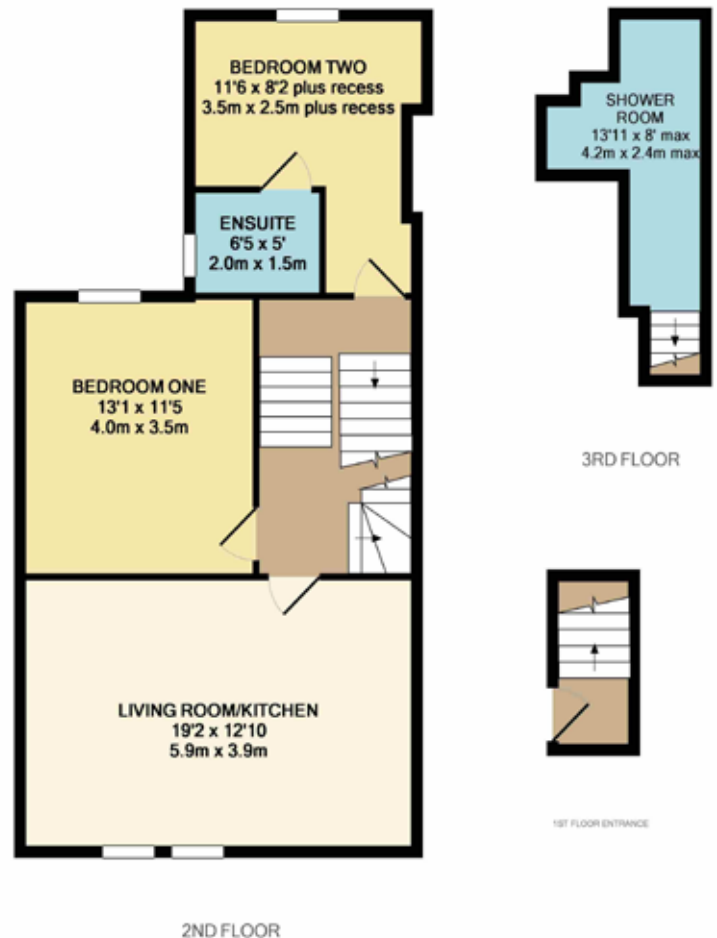 BEDROOM TWO
11'6 x 8'2 plus recess
3.5m x 2.5m plus recess
ENSUITE
6'5 x 5'
2.0m x 1.5m
BEDROOM ONE
13'1 x 11'5
4.0m x 3.5m
LIVING ROOM/KITCHEN
19'2 x 12'10
5.9m x 3.9m
2ND FLOOR
SHOWER
ROOM
13'11 x 8' max
4.2m x 2.4m max
3RD FLOOR
1ST FLOOR ENTRANCE